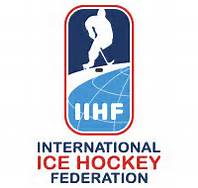 IIHF
INTERNATIONAL
ICE HOCKEY
FEDERATION